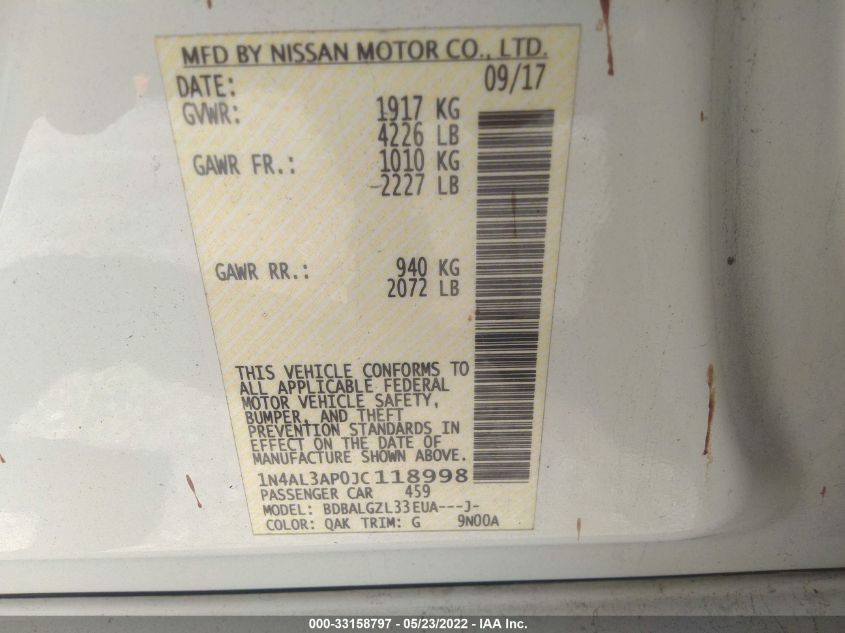 MFD BY NISSAN MOTOR CO., LTD.
DATE: 09/17
GVWR: 1917 KG
4226 LB
GAWR FR.: 1010 KG
2227 LB
GAWR RR.: 940 KG
2072 LB
THIS VEHICLE CONFORMS TO
ALL APPLICABLE FEDERAL
MOTOR VEHICLE SAFETY,
BUMPER, AND THEFT
PREVENTION STANDARDS IN
EFFECT ON THE DATE OF
MANUFACTURE SHOWN ABOVE.
1N4AL3AP0JC118998
PASSENGER CAR 459
MODEL: BDBALGZL33EUA---J-
COLOR: QAK TRIM: G 9N00A
000-33158797 - 05/23/2022 - IAA Inc.